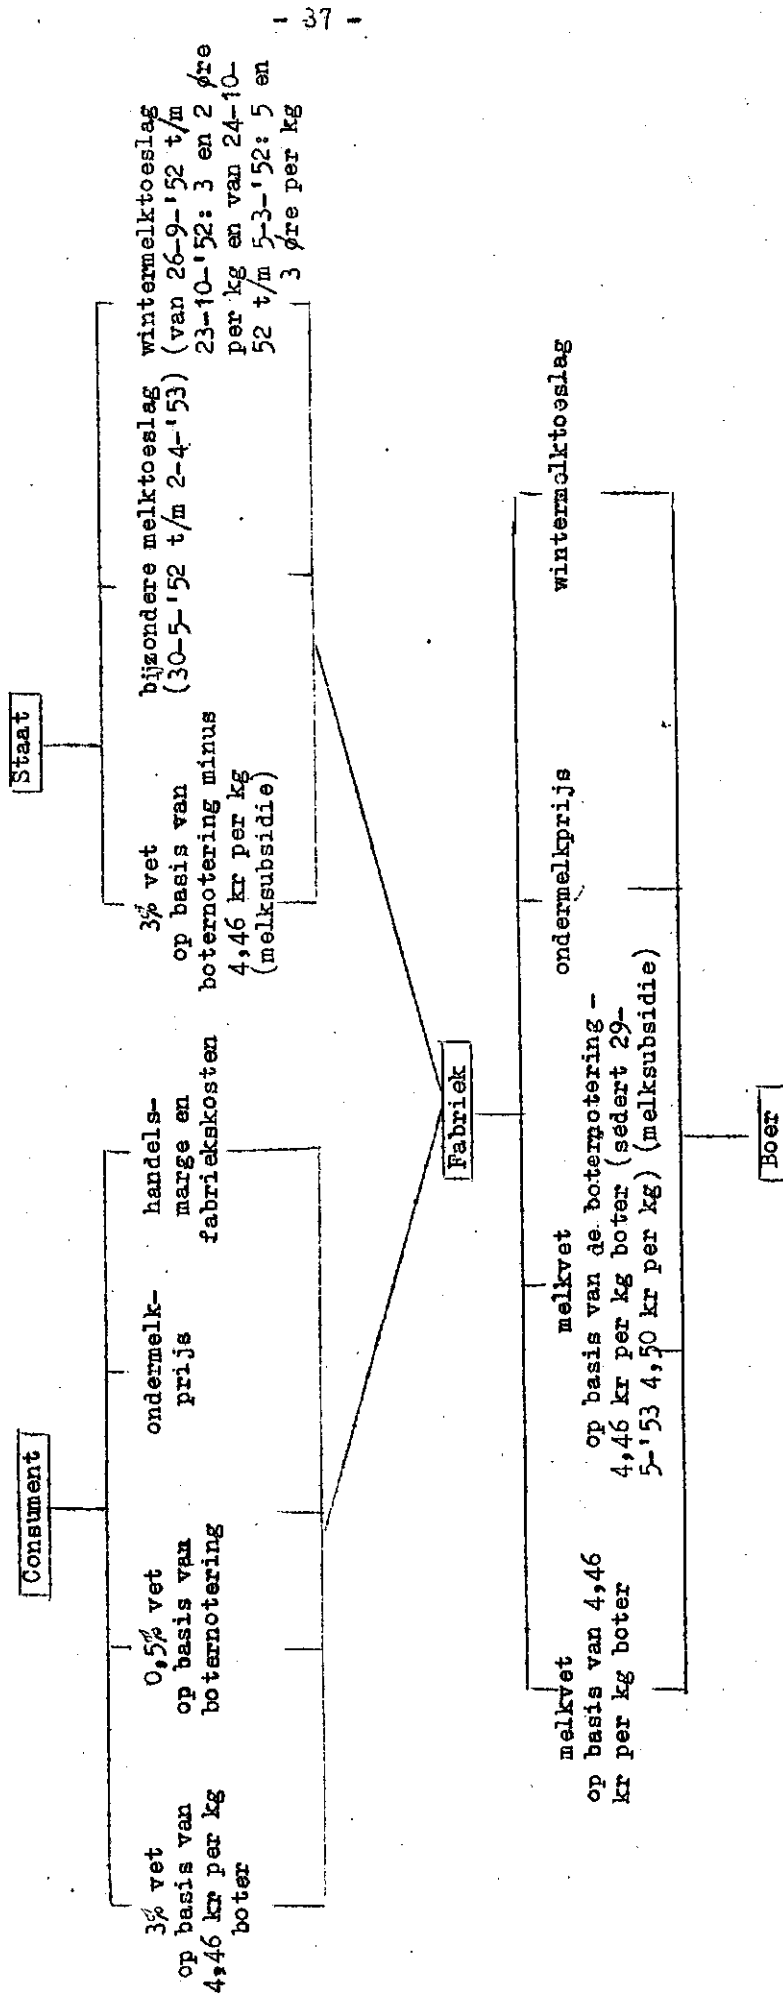 - 37 -
Consument
3% vet
op basis van
4,46 kr per kg
boter
0,5% vet
op basis van
boternotering
ondermelk-
prijs
handels-
marge en
fabriekskosten
Staat
3% vet
op basis van
boternotering minus
4,46 kr per kg
(melksubsidie)
bijzondere melktoeslag
(30-5-'52 t/m 2-4-'53)
wintermelktoeslag
(van 26-9-'52 t/m
23-10-'52: 3 en 2 øre
per kg en van 24-10-
52 t/m 5-3-'52: 5 en
3 øre per kg
Fabriek
melkvet
op basis van 4,46
kr per kg boter
melkvet
op basis van de boternotering -
4,46 kr per kg boter (sedert 29-
5-'53 4,50 kr per kg) (melksubsidie)
ondermelkprijs
wintermelktoeslag
Boer